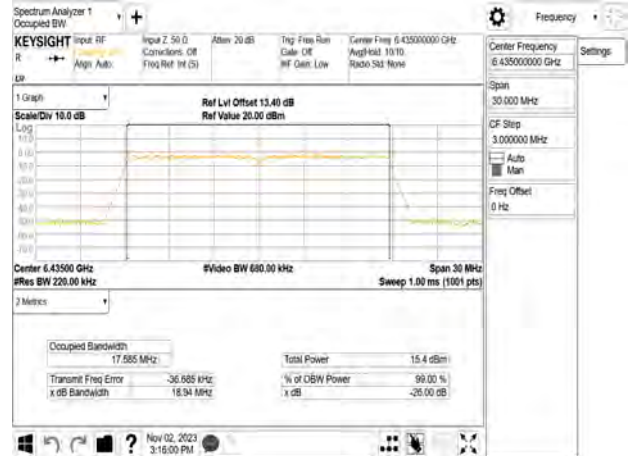 Spectrum Analyzer 1
Occupied BW
Frequency
KEYSIGHT
Input: RF
Input Z: 50 Ω
Atten: 20 dB
Trig: Free Run
Center Freq: 6.435000000 GHz
R
Corrections: Off
Gate: Off
Avg|Hold: 10/10
Align: Auto
Freq Ref: Int (S)
#IF Gain: Low
Radio Std: None
Center Frequency
6.435000000 GHz
Settings
Span
30.000 MHz
CF Step
3.000000 MHz
Auto
Man
Freq Offset
0 Hz
1 Graph
Ref Lvl Offset 13.40 dB
Scale/Div 10.0 dB
Ref Value 20.00 dBm
Log
10.0
0.00
Center 6.43500 GHz
#Video BW 680.00 kHz
Span 30 MHz
#Res BW 220.00 kHz
Sweep 1.00 ms (1001 pts)
2 Metrics
Occupied Bandwidth
17.585 MHz
Total Power
15.4 dBm
Transmit Freq Error
-36.685 kHz
% of OBW Power
99.00 %
x dB Bandwidth
18.94 MHz
x dB
-26.00 dB
?
Nov 02, 2023
3:16:00 PM